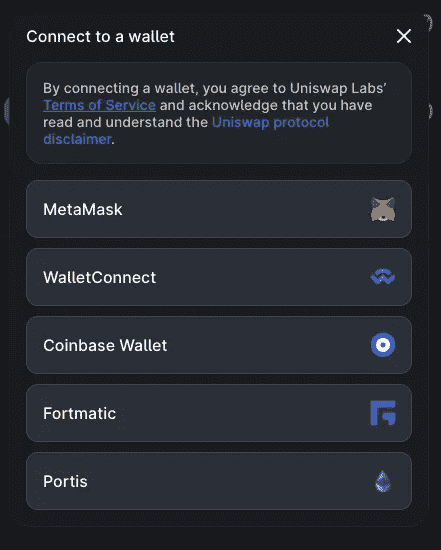 Connect to a wallet
By connecting a wallet, you agree to Uniswap Labs’
Terms of Service and acknowledge that you have
read and understand the Uniswap protocol
disclaimer.
MetaMask
WalletConnect
Coinbase Wallet
Fortmatic
Portis